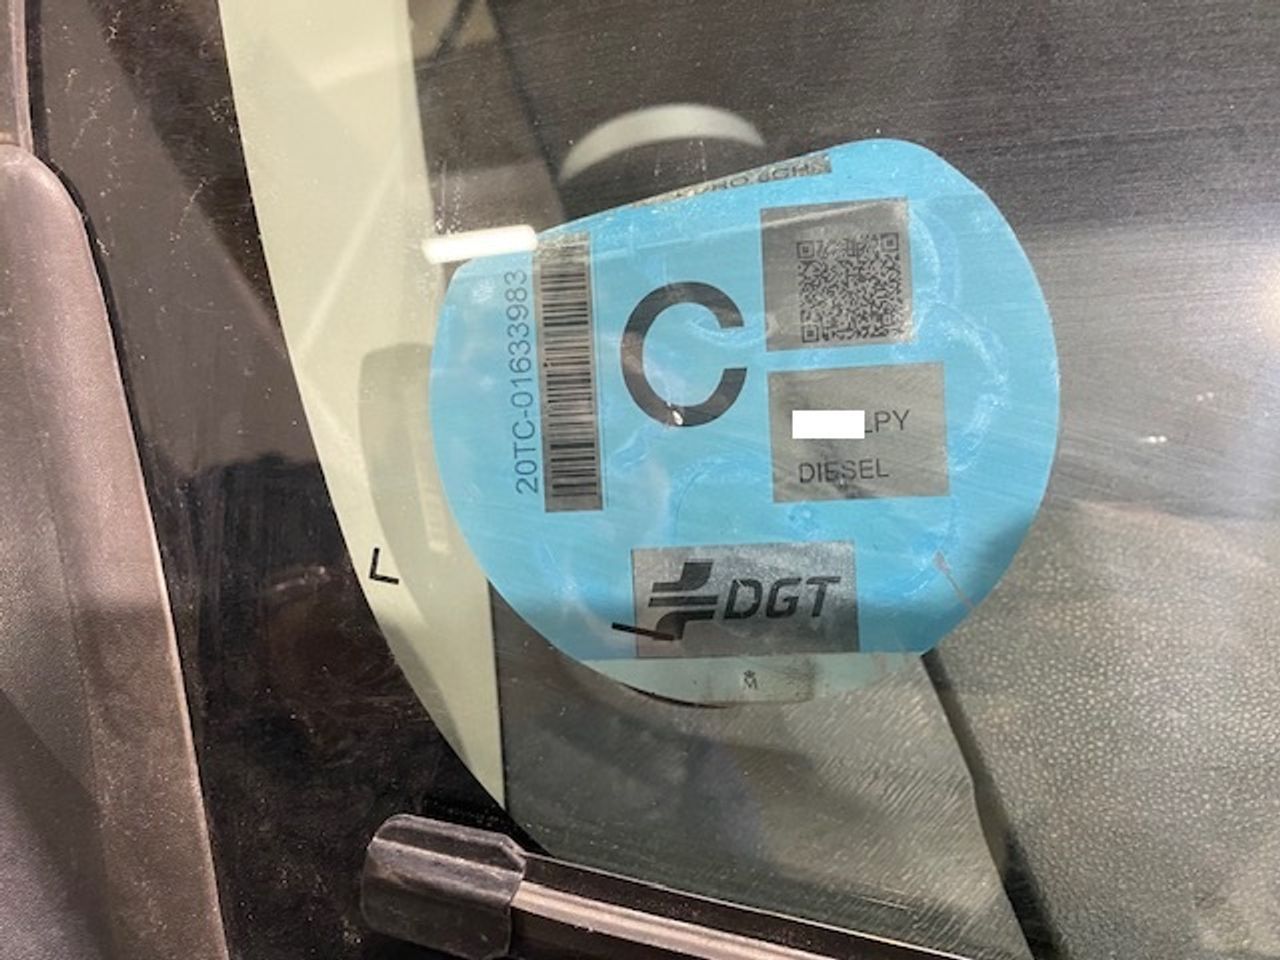 20TC-01633983
C
LPY
DIESEL
DGT
M